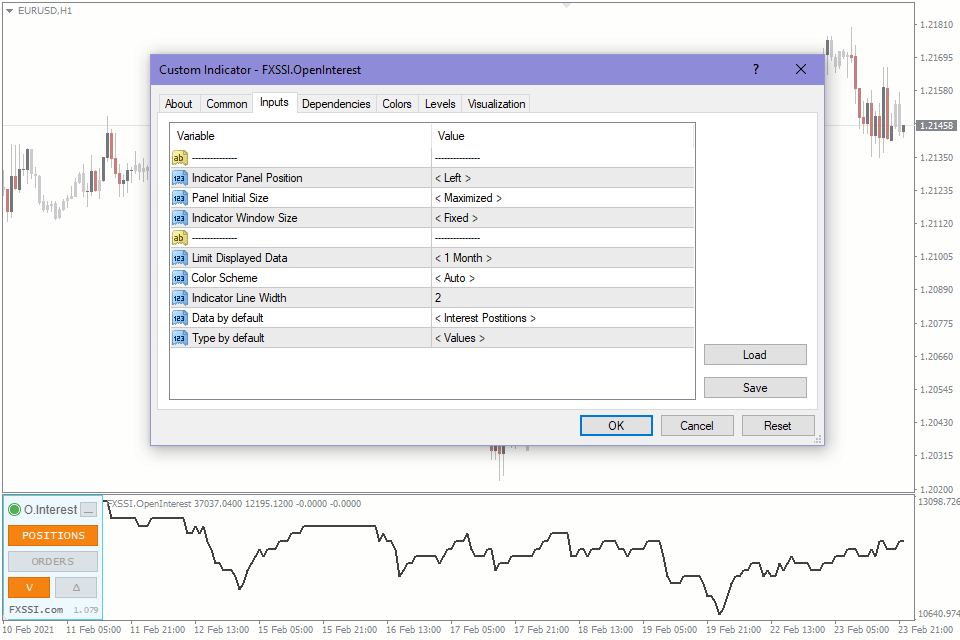 EURUSD,H1
Custom Indicator - FXSSI.OpenInterest
?
About Common Inputs Dependencies Colors Levels Visualization
Variable Value
ab --------------- ---------------
123 Indicator Panel Position < Left >
123 Panel Initial Size < Maximized >
123 Indicator Window Size < Fixed >
ab --------------- ---------------
123 Limit Displayed Data < 1 Month >
123 Color Scheme < Auto >
123 Indicator Line Width 2
123 Data by default < Interest Postitions >
123 Type by default < Values >
Load
Save
OK Cancel Reset
1.21810
1.21695
1.21580
1.21458
1.21350
1.21235
1.21120
1.21005
1.20890
1.20775
1.20660
1.20545
1.20430
1.20315
1.20200
FXSSI.OpenInterest 37037.0400 12195.1200 -0.0000 -0.0000
13098.726
O.Interest
POSITIONS
ORDERS
V Δ
FXSSI.com 1.079
10640.974
10 Feb 2021 11 Feb 05:00 11 Feb 21:00 12 Feb 13:00 15 Feb 05:00 15 Feb 21:00 16 Feb 13:00 17 Feb 05:00 17 Feb 21:00 18 Feb 13:00 19 Feb 05:00 19 Feb 21:00 22 Feb 13:00 23 Feb 05:00 23 Feb 21:00